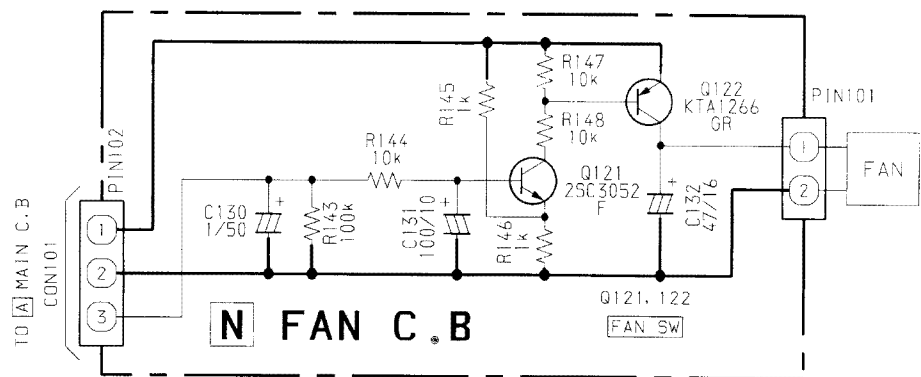 TO A MAIN C.B
CON101
PIN102
1
2
3
C130
1/50
R143
100k
R144
10k
C131
100/10
R145
1k
R146
1k
R147
10k
R148
10k
Q121
2SC3052
F
Q122
KTA1266
GR
C132
47/16
PIN101
1
2
FAN
Q121, 122
FAN SW
N FAN C.B